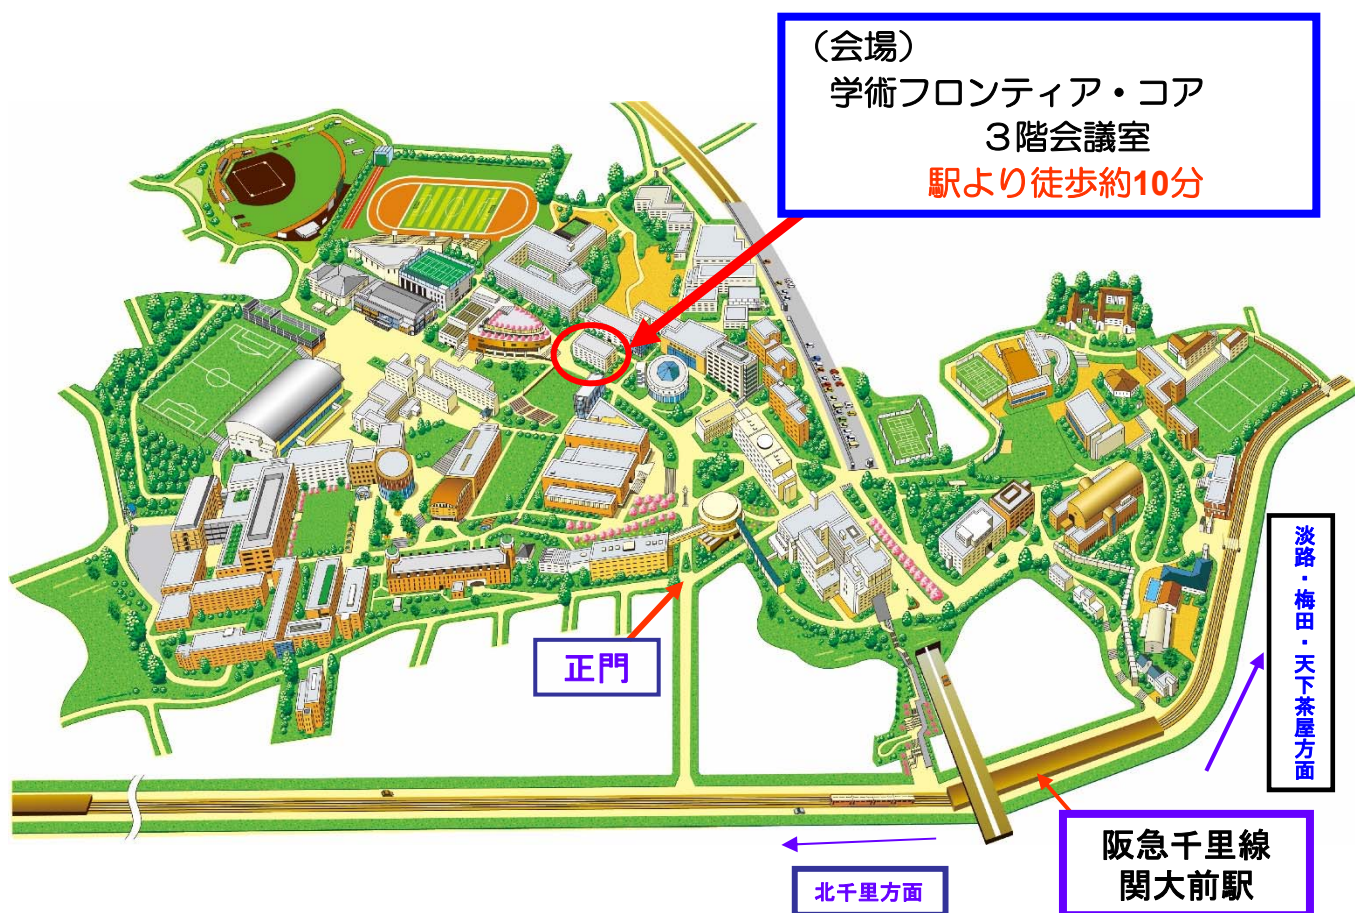 （会場）
学術フロンティア・コア
３階会議室
駅より徒歩約10分
正門
淡路・梅田・天下茶屋方面
阪急千里線
関大前駅
北千里方面